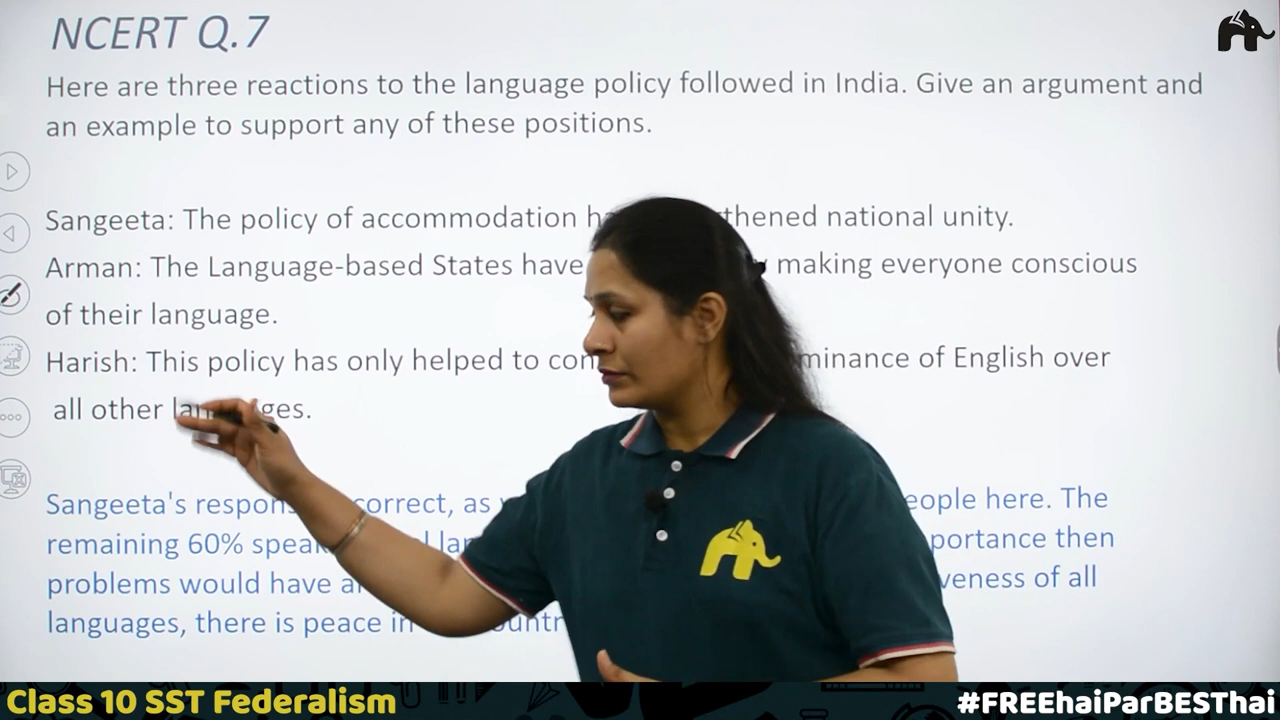 NCERT Q.7
Here are three reactions to the language policy followed in India. Give an argument and
an example to support any of these positions.
Sangeeta: The policy of accommodation thened national unity.
Arman: The Language-based States have making everyone conscious
of their language.
Harish: This policy has only helped to con minance of English over
all other ges.
Sangeeta's respon orrect, as eople here. The
remaining 60% speak portance then
problems would have veness of all
languages, there is peace in
Class 10 SST Federalism
#FREEhaiParBESThai